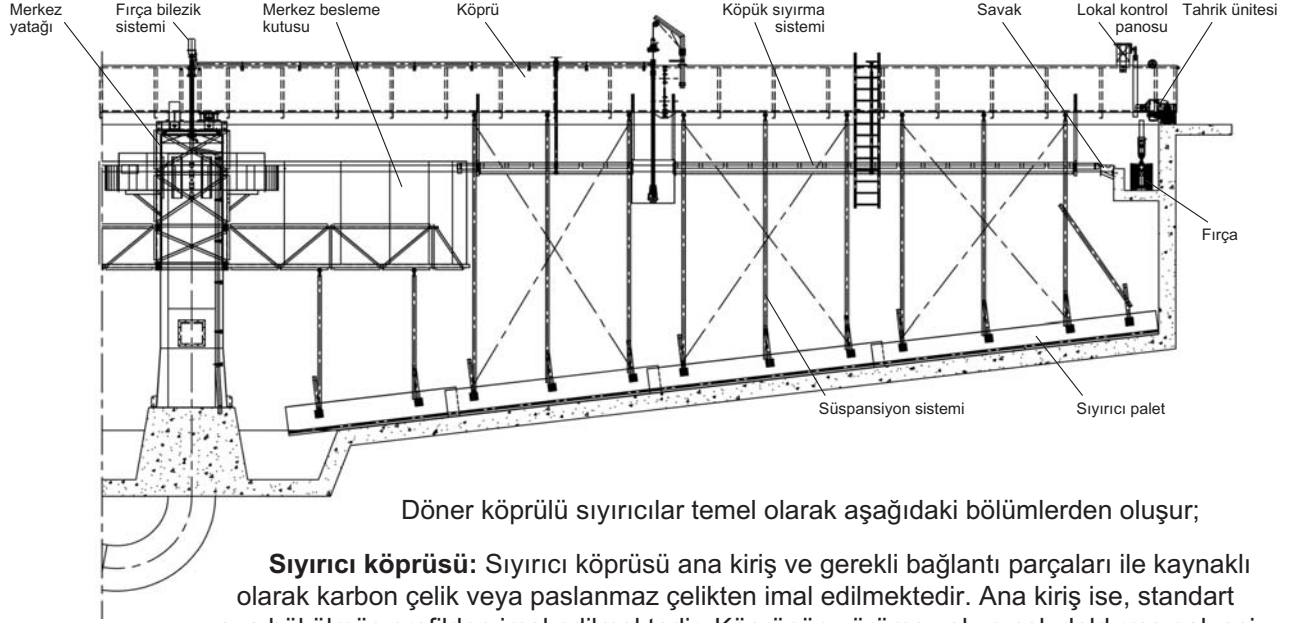 Merkez
yatağı
Fırça bilezik
sistemi
Merkez besleme
kutusu
Köprü
Köpük sıyırma
sistemi
Savak
Lokal kontrol
panosu
Tahrik ünitesi
Fırça
Süspansiyon sistemi
Sıyırıcı palet
Döner köprülü sıyırıcılar temel olarak aşağıdaki bölümlerden oluşur;
Sıyırıcı köprüsü: Sıyırıcı köprüsü ana kiriş ve gerekli bağlantı parçaları ile kaynaklı
olarak karbon çelik veya paslanmaz çelikten imal edilmektedir. Ana kiriş ise, standart